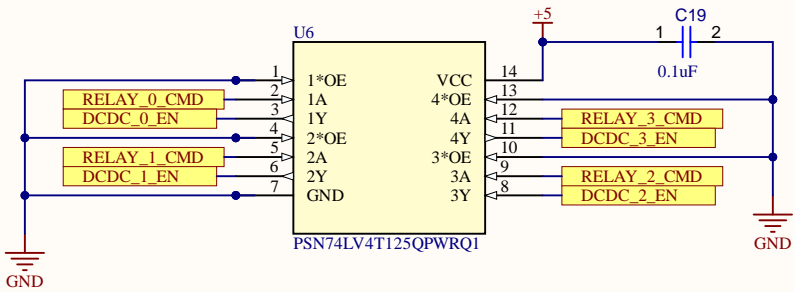 +5
C19
1 2
0.1uF
U6
1 1*OE VCC 14
RELAY_0_CMD 2 1A 4*OE 13
DCDC_0_EN 3 1Y 4A 12 RELAY_3_CMD
4 2*OE 4Y 11 DCDC_3_EN
RELAY_1_CMD 5 2A 3*OE 10
DCDC_1_EN 6 2Y 3A 9 RELAY_2_CMD
7 GND 3Y 8 DCDC_2_EN
PSN74LV4T125QPWRQ1
GND
GND